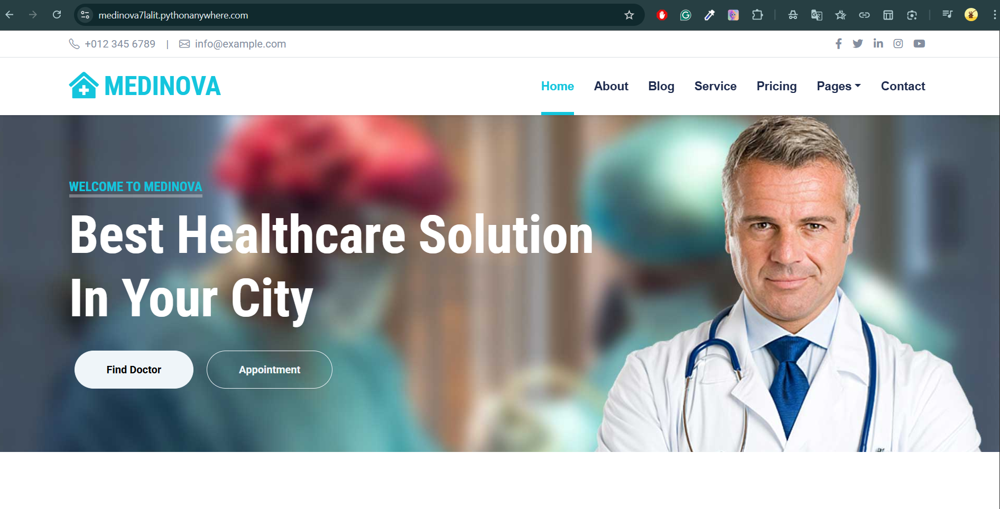 medinova7lalit.pythonanywhere.com
+012 345 6789 | info@example.com
MEDINOVA
Home About Blog Service Pricing Pages Contact
WELCOME TO MEDINOVA
Best Healthcare Solution
In Your City
Find Doctor Appointment